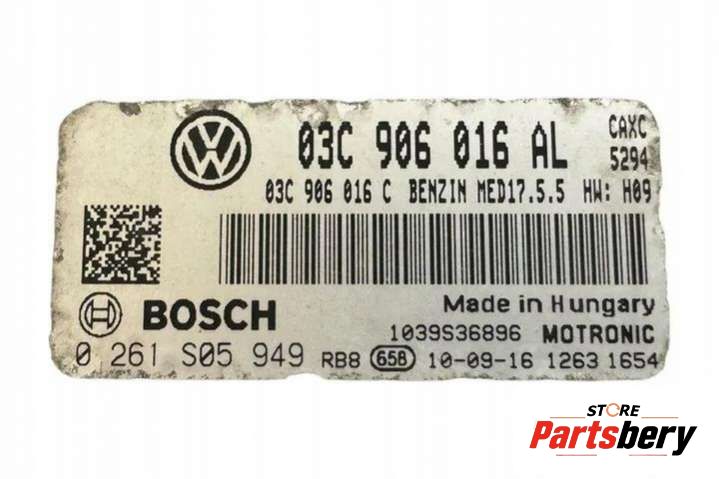 03C 906 016 AL
CAXC
5294
03C 906 016 C BENZIN MED17.5.5 HW: H09
BOSCH
Made in Hungary
1039S36896 MOTRONIC
0 261 S05 949 RB8 658 10-09-16 1263 1654
STORE
Partsbery